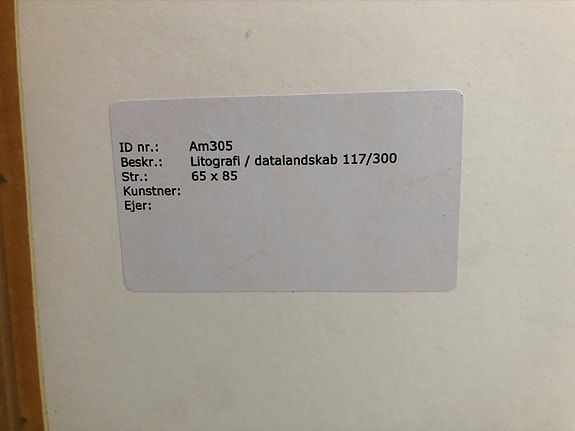 ID nr.: Am305
Beskr.: Litografi / datalandskab 117/300
Str.: 65 x 85
Kunstner:
Ejer: